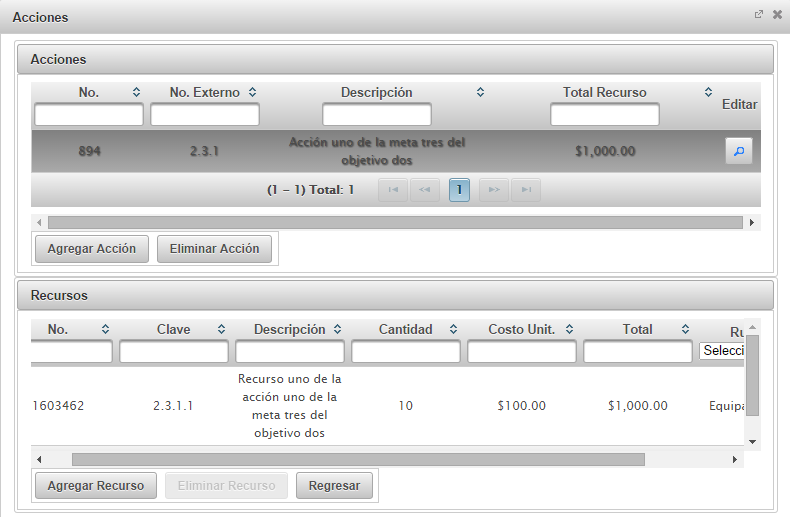 Acciones
Acciones
No. No. Externo Descripción Total Recurso Editar
894 2.3.1 Acción uno de la meta tres del objetivo dos $1,000.00
(1 - 1) Total: 1 1
Agregar Acción Eliminar Acción
Recursos
No. Clave Descripción Cantidad Costo Unit. Total Ru
Selecci
1603462 2.3.1.1 Recurso uno de la acción uno de la meta tres del objetivo dos 10 $100.00 $1,000.00 Equipa
Agregar Recurso Eliminar Recurso Regresar